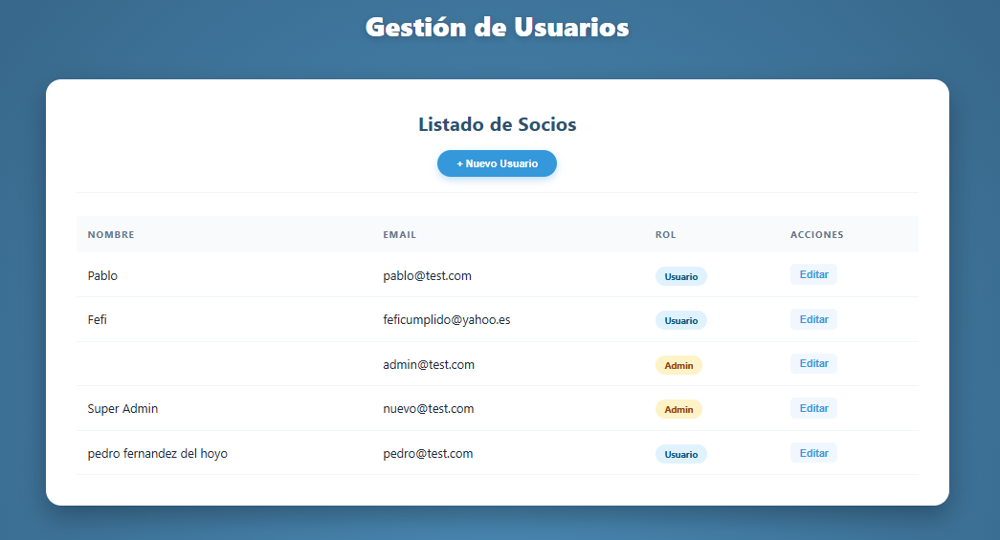 Gestión de Usuarios
Listado de Socios
+ Nuevo Usuario
NOMBRE EMAIL ROL ACCIONES
Pablo pablo@test.com Usuario Editar
Fefi feficumplido@yahoo.es Usuario Editar
admin@test.com Admin Editar
Super Admin nuevo@test.com Admin Editar
pedro fernandez del hoyo pedro@test.com Usuario Editar